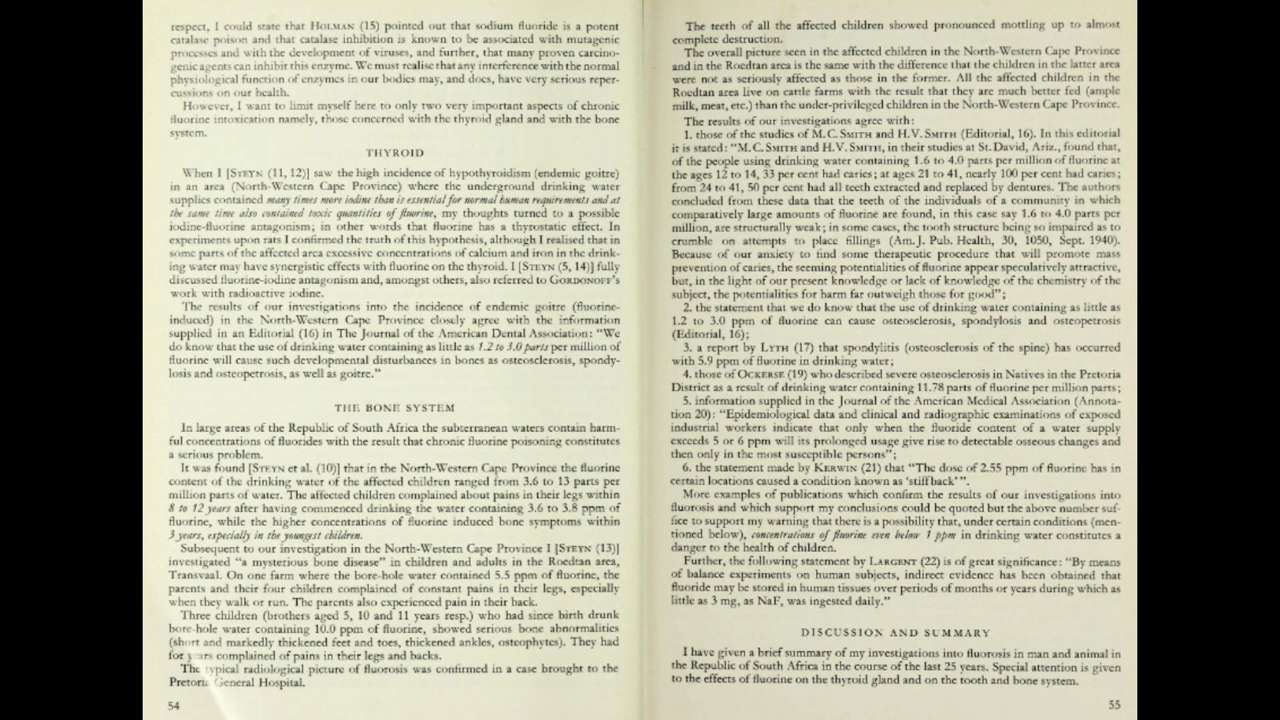 respect, I could state that HOLMAN (15) pointed out that sodium fluoride is a potent
catalase poison and that catalase inhibition is known to be associated with mutagenic
processes and with the development of viruses, and further, that many proven carcino-
genic agents can inhibit this enzyme. We must realise that any interference with the normal
physiological function of enzymes in our bodies may, and does, have very serious reper-
cussions on our health.
However, I want to limit myself here to only two very important aspects of chronic
fluorine intoxication namely, those concerned with the thyroid gland and with the bone
system.
THYROID
When I [STEYN (11, 12)] saw the high incidence of hypothyroidism (endemic goitre)
in an area (North-Western Cape Province) where the underground drinking water
supplies contained many times more iodine than is essential for normal human requirements and at
the same time also contained toxic quantities of fluorine, my thoughts turned to a possible
iodine-fluorine antagonism; in other words that fluorine has a thyrostatic effect. In
experiments upon rats I confirmed the truth of this hypothesis, although I realised that in
some parts of the affected area excessive concentrations of calcium and iron in the drink-
ing water may have synergistic effects with fluorine on the thyroid. I [STEYN (5, 14)] fully
discussed fluorine-iodine antagonism and, amongst others, also referred to GORDONOFF's
work with radioactive iodine.
The results of our investigations into the incidence of endemic goitre (fluorine-
induced) in the North-Western Cape Province closely agree with the information
supplied in an Editorial (16) in The Journal of the American Dental Association: “We
do know that the use of drinking water containing as little as 1.2 to 3.0 parts per million of
fluorine will cause such developmental disturbances in bones as osteosclerosis, spondy-
losis and osteopetrosis, as well as goitre.”
THE BONE SYSTEM
In large areas of the Republic of South Africa the subterranean waters contain harm-
ful concentrations of fluorides with the result that chronic fluorine poisoning constitutes
a serious problem.
It was found [STEYN et al. (10)] that in the North-Western Cape Province the fluorine
content of the drinking water of the affected children ranged from 3.6 to 13 parts per
million parts of water. The affected children complained about pains in their legs within
8 to 12 years after having commenced drinking the water containing 3.6 to 3.8 ppm of
fluorine, while the higher concentrations of fluorine induced bone symptoms within
3 years, especially in the youngest children.
Subsequent to our investigation in the North-Western Cape Province I [STEYN (13)]
investigated “a mysterious bone disease” in children and adults in the Roedtan area,
Transvaal. On one farm where the bore-hole water contained 5.5 ppm of fluorine, the
parents and their four children complained of constant pains in their legs, especially
when they walk or run. The parents also experienced pain in their back.
Three children (brothers aged 5, 10 and 11 years resp.) who had since birth drunk
bore-hole water containing 10.0 ppm of fluorine, showed serious bone abnormalities
(short and markedly thickened feet and toes, thickened ankles, osteophytes). They had
for years complained of pains in their legs and backs.
The typical radiological picture of fluorosis was confirmed in a case brought to the
Pretoria General Hospital.
54
The teeth of all the affected children showed pronounced mottling up to almost
complete destruction.
The overall picture seen in the affected children in the North-Western Cape Province
and in the Roedtan area is the same with the difference that the children in the latter area
were not as seriously affected as those in the former. All the affected children in the
Roedtan area live on cattle farms with the result that they are much better fed (ample
milk, meat, etc.) than the under-privileged children in the North-Western Cape Province.
The results of our investigations agree with:
1. those of the studies of M. C. SMITH and H. V. SMITH (Editorial, 16). In this editorial
it is stated: “M. C. SMITH and H. V. SMITH, in their studies at St. David, Ariz., found that,
of the people using drinking water containing 1.6 to 4.0 parts per million of fluorine at
the ages 12 to 14, 33 per cent had caries; at ages 21 to 41, nearly 100 per cent had caries;
from 24 to 41, 50 per cent had all teeth extracted and replaced by dentures. The authors
concluded from these data that the teeth of the individuals of a community in which
comparatively large amounts of fluorine are found, in this case say 1.6 to 4.0 parts per
million, are structurally weak; in some cases, the tooth structure being so impaired as to
crumble on attempts to place fillings (Am. J. Pub. Health, 30, 1050, Sept. 1940).
Because of our anxiety to find some therapeutic procedure that will promote mass
prevention of caries, the seeming potentialities of fluorine appear speculatively attractive,
but, in the light of our present knowledge or lack of knowledge of the chemistry of the
subject, the potentialities for harm far outweigh those for good”;
2. the statement that we do know that the use of drinking water containing as little as
1.2 to 3.0 ppm of fluorine can cause osteosclerosis, spondylosis and osteopetrosis
(Editorial, 16);
3. a report by LYTH (17) that spondylitis (osteosclerosis of the spine) has occurred
with 5.9 ppm of fluorine in drinking water;
4. those of OCKERSE (19) who described severe osteosclerosis in Natives in the Pretoria
District as a result of drinking water containing 11.78 parts of fluorine per million parts;
5. information supplied in the Journal of the American Medical Association (Annota-
tion 20): “Epidemiological data and clinical and radiographic examinations of exposed
industrial workers indicate that only when the fluoride content of a water supply
exceeds 5 or 6 ppm will its prolonged usage give rise to detectable osseous changes and
then only in the most susceptible persons”;
6. the statement made by KERWIN (21) that “The dose of 2.55 ppm of fluorine has in
certain locations caused a condition known as ‘stiff back’”.
More examples of publications which confirm the results of our investigations into
fluorosis and which support my conclusions could be quoted but the above number suf-
fice to support my warning that there is a possibility that, under certain conditions (men-
tioned below), concentrations of fluorine even below 1 ppm in drinking water constitutes a
danger to the health of children.
Further, the following statement by LARGENT (22) is of great significance: “By means
of balance experiments on human subjects, indirect evidence has been obtained that
fluoride may be stored in human tissues over periods of months or years during which as
little as 3 mg, as NaF, was ingested daily.”
DISCUSSION AND SUMMARY
I have given a brief summary of my investigations into fluorosis in man and animal in
the Republic of South Africa in the course of the last 25 years. Special attention is given
to the effects of fluorine on the thyroid gland and on the tooth and bone system.
55